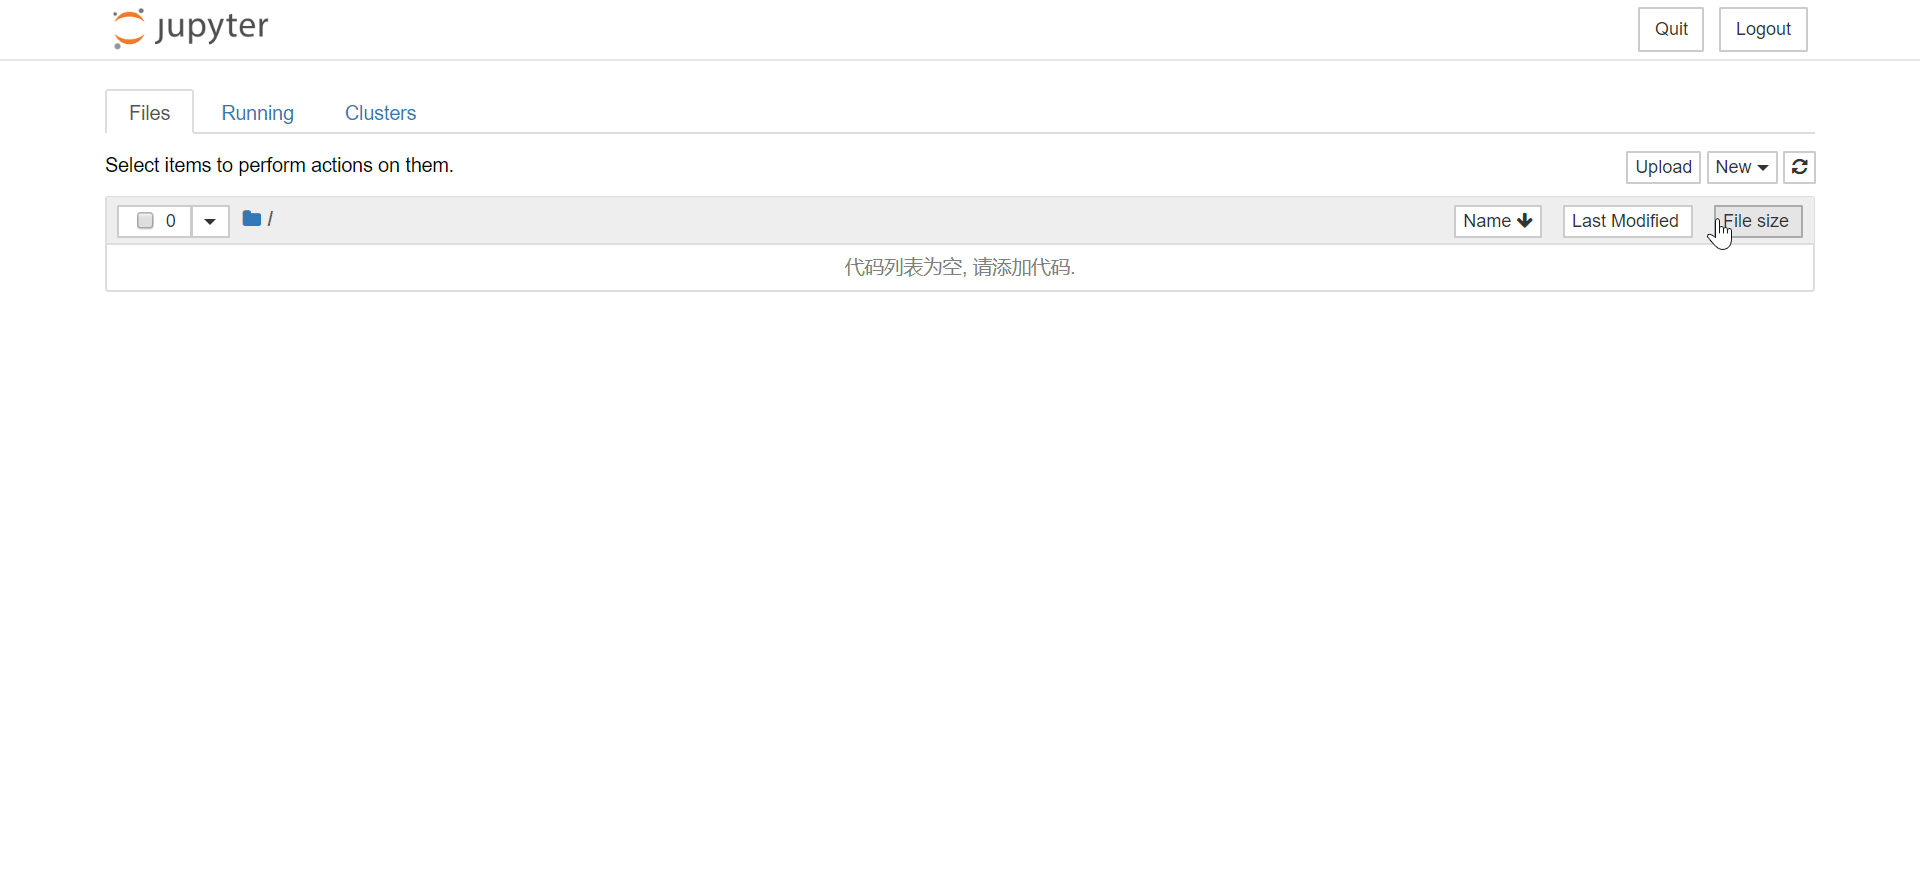 jupyter
Quit
Logout
Files
Running
Clusters
Select items to perform actions on them.
Upload
New
0
/
Name
Last Modified
File size
代码列表为空, 请添加代码.